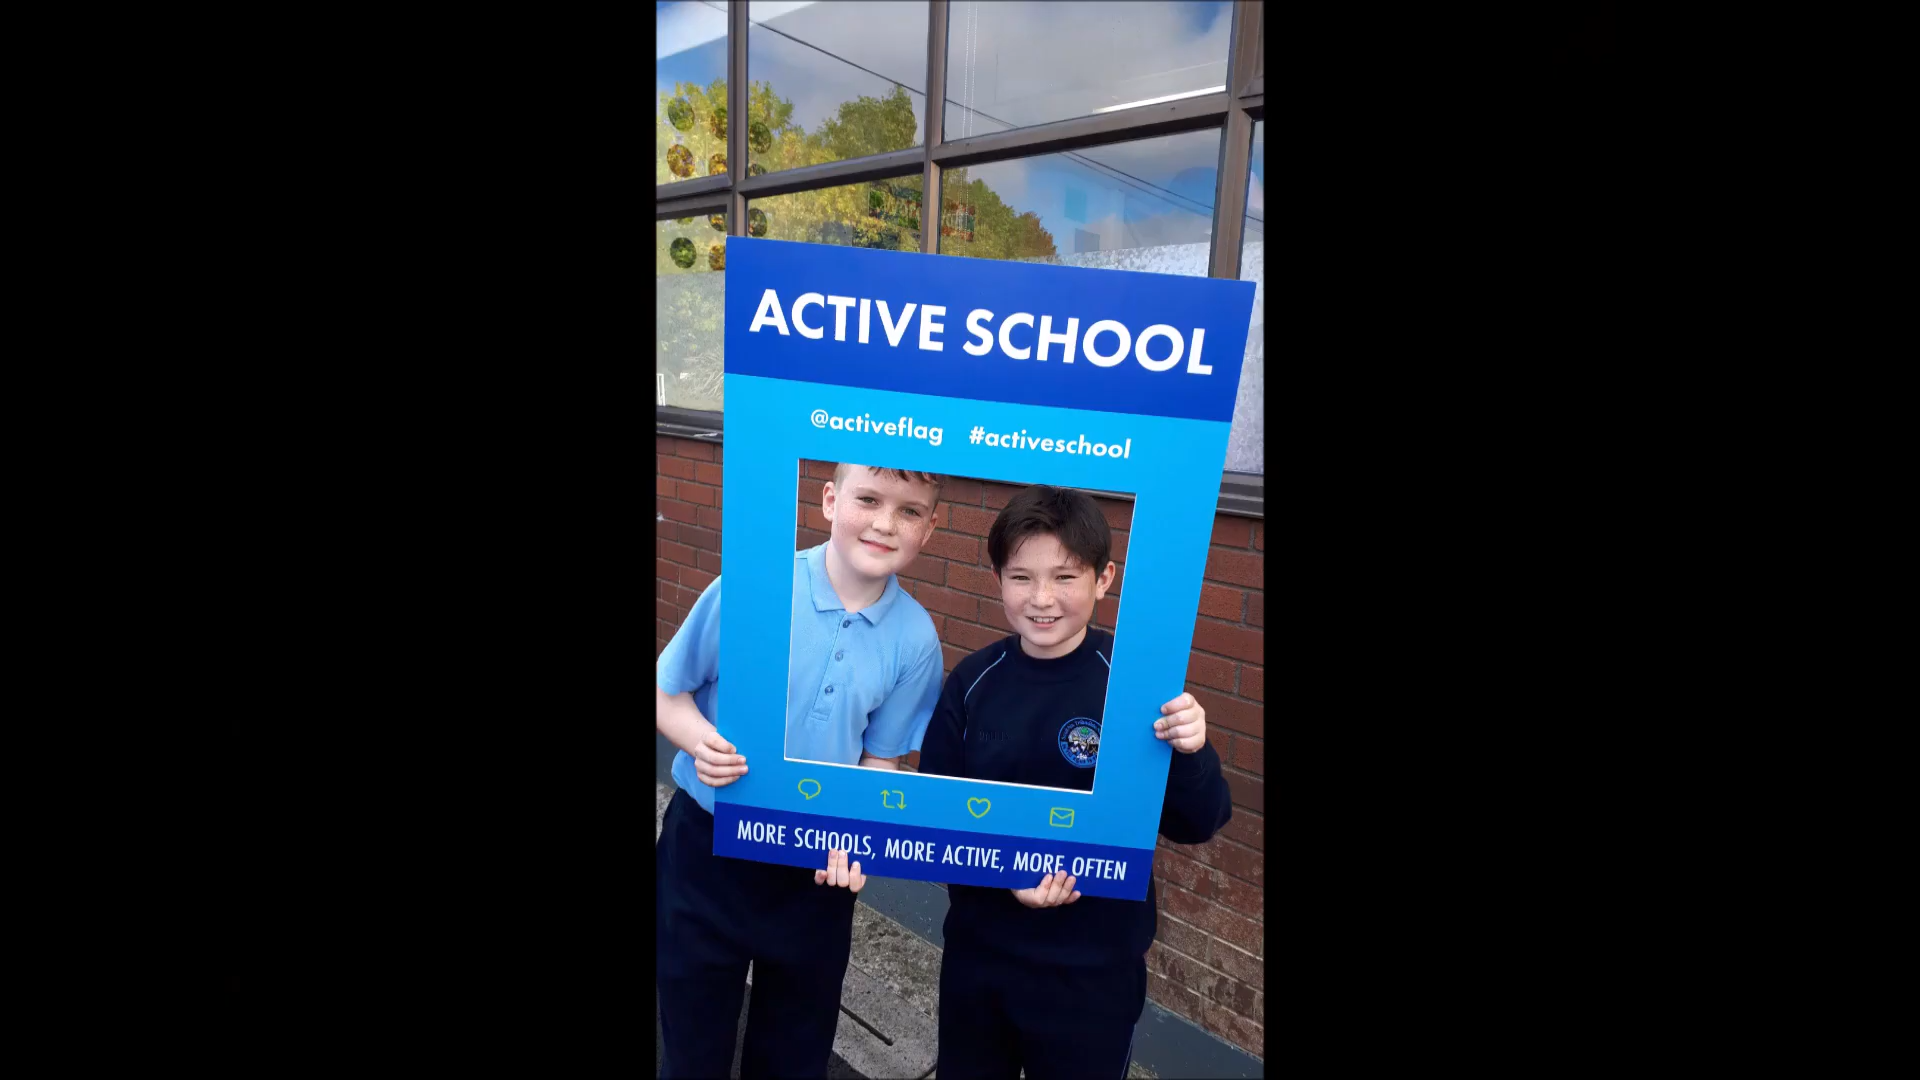 ACTIVE SCHOOL
@activeflag #activeschool
MORE SCHOOLS, MORE ACTIVE, MORE OFTEN